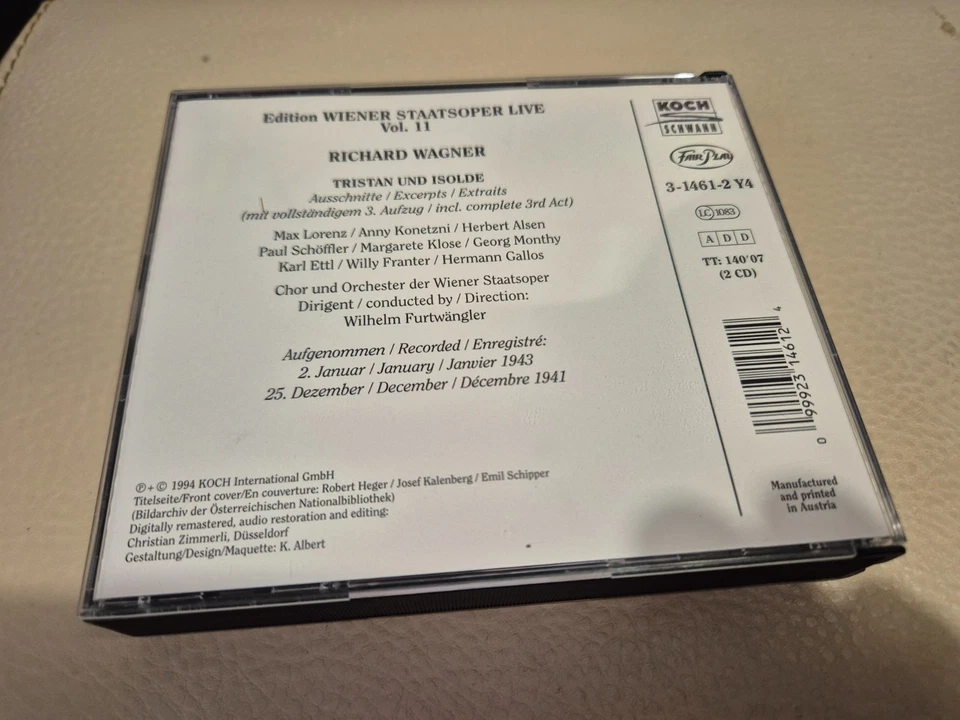 Edition WIENER STAATSOPER LIVE
Vol. 11
RICHARD WAGNER
TRISTAN UND ISOLDE
Ausschnitte / Excerpts / Extraits
(mit vollständigem 3. Aufzug / incl. complete 3rd Act)
Max Lorenz / Anny Konetzni / Herbert Alsen
Paul Schöffler / Margarete Klose / Georg Monthy
Karl Ettl / Willy Franter / Hermann Gallos
Chor und Orchester der Wiener Staatsoper
Dirigent / conducted by / Direction:
Wilhelm Furtwängler
Aufgenommen / Recorded / Enregistré:
2. Januar / January / Janvier 1943
25. Dezember / December / Décembre 1941
℗ + © 1994 KOCH International GmbH
Titelseite/Front cover/En couverture: Robert Heger / Josef Kalenberg / Emil Schipper
(Bildarchiv der Österreichischen Nationalbibliothek)
Digitally remastered, audio restoration and editing:
Christian Zimmerli, Düsseldorf
Gestaltung/Design/Maquette: K. Albert
KOCH
SCHWANN
FAIR PLAY
3-1461-2 Y4
LC 1083
A D D
TT: 140'07
(2 CD)
0 99923 14612 4
Manufactured
and printed
in Austria